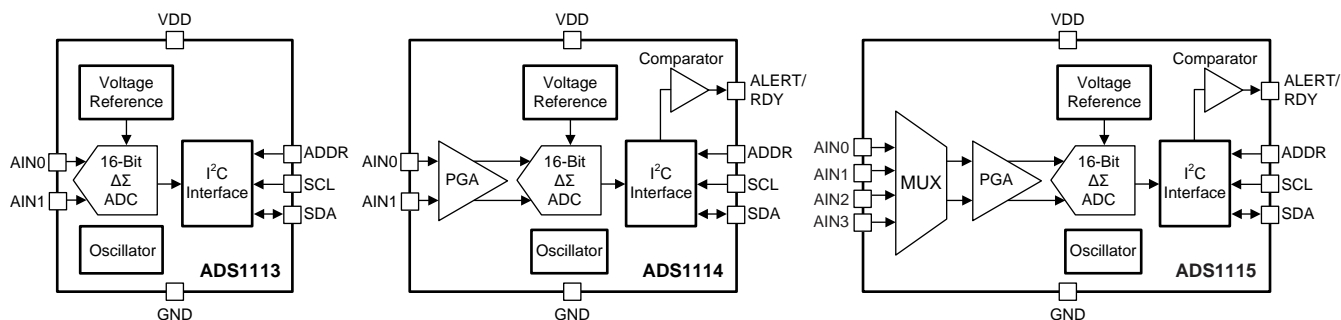 VDD
Voltage
Reference
AIN0
AIN1
16-Bit
ΔΣ
ADC
I²C
Interface
ADDR
SCL
SDA
Oscillator
ADS1113
GND
VDD
Comparator
ALERT/
RDY
Voltage
Reference
AIN0
AIN1
PGA
16-Bit
ΔΣ
ADC
I²C
Interface
ADDR
SCL
SDA
Oscillator
ADS1114
GND
VDD
Comparator
ALERT/
RDY
Voltage
Reference
AIN0
AIN1
AIN2
AIN3
MUX
PGA
16-Bit
ΔΣ
ADC
I²C
Interface
ADDR
SCL
SDA
Oscillator
ADS1115
GND